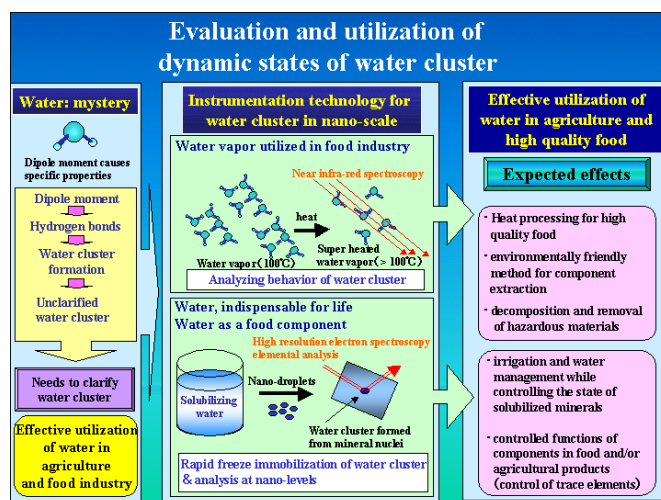 Evaluation and utilization of
dynamic states of water cluster
Water: mystery
Dipole moment causes
specific properties
Dipole moment
Hydrogen bonds
Water cluster
formation
Unclarified
water cluster
Needs to clarify
water cluster
Effective utilization
of water in
agriculture
and food industry
Instrumentation technology for
water cluster in nano-scale
Water vapor utilized in food industry
Near infra-red spectroscopy
heat
Water vapor(100℃)
Super heated
water vapor(> 100℃)
Analyzing behavior of water cluster
Water, indispensable for life
Water as a food component
High resolution electron spectroscopy
elemental analysis
Nano-droplets
Solubilizing
water
Water cluster formed
from mineral nuclei
Rapid freeze immobilization of water cluster
& analysis at nano-levels
Effective utilization of
water in agriculture and
high quality food
Expected effects
・Heat processing for high
quality food
・environmentally friendly
method for component
extraction
・decomposition and removal
of hazardous materials
・irrigation and water
management while
controlling the state of
solubilized minerals
・controlled functions of
components in food and/or
agricultural products
(control of trace elements)